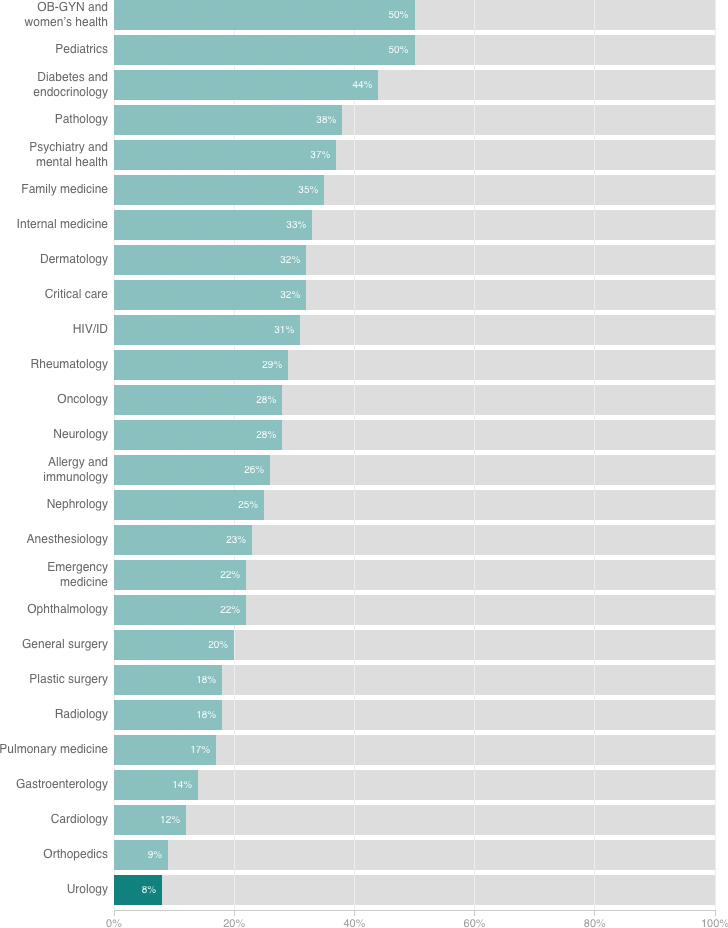 OB-GYN and
women's health
50%
Pediatrics
50%
Diabetes and
endocrinology
44%
Pathology
38%
Psychiatry and
mental health
37%
Family medicine
35%
Internal medicine
33%
Dermatology
32%
Critical care
32%
HIV/ID
31%
Rheumatology
29%
Oncology
28%
Neurology
28%
Allergy and
immunology
26%
Nephrology
25%
Anesthesiology
23%
Emergency
medicine
22%
Ophthalmology
22%
General surgery
20%
Plastic surgery
18%
Radiology
18%
Pulmonary medicine
17%
Gastroenterology
14%
Cardiology
12%
Orthopedics
9%
Urology
8%
0% 20% 40% 60% 80% 100%